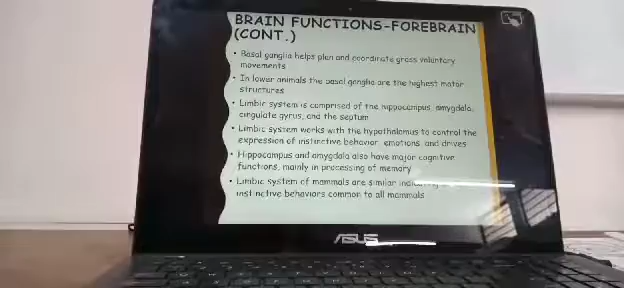 BRAIN FUNCTIONS-FOREBRAIN
(CONT.)
• Basal ganglia helps plan and coordinate gross voluntary
movements
• In lower animals the basal ganglia are the highest motor
structures
• Limbic system is comprised of the hippocampus, amygdala,
cingulate gyrus, and the septum
• Limbic system works with the hypothalamus to control the
expression of instinctive behavior, emotions, and drives
• Hippocampus and amygdala also have major cognitive
functions, mainly in processing of memory
• Limbic system of mammals are similar
instinctive behaviors common to all mammals
ASUS